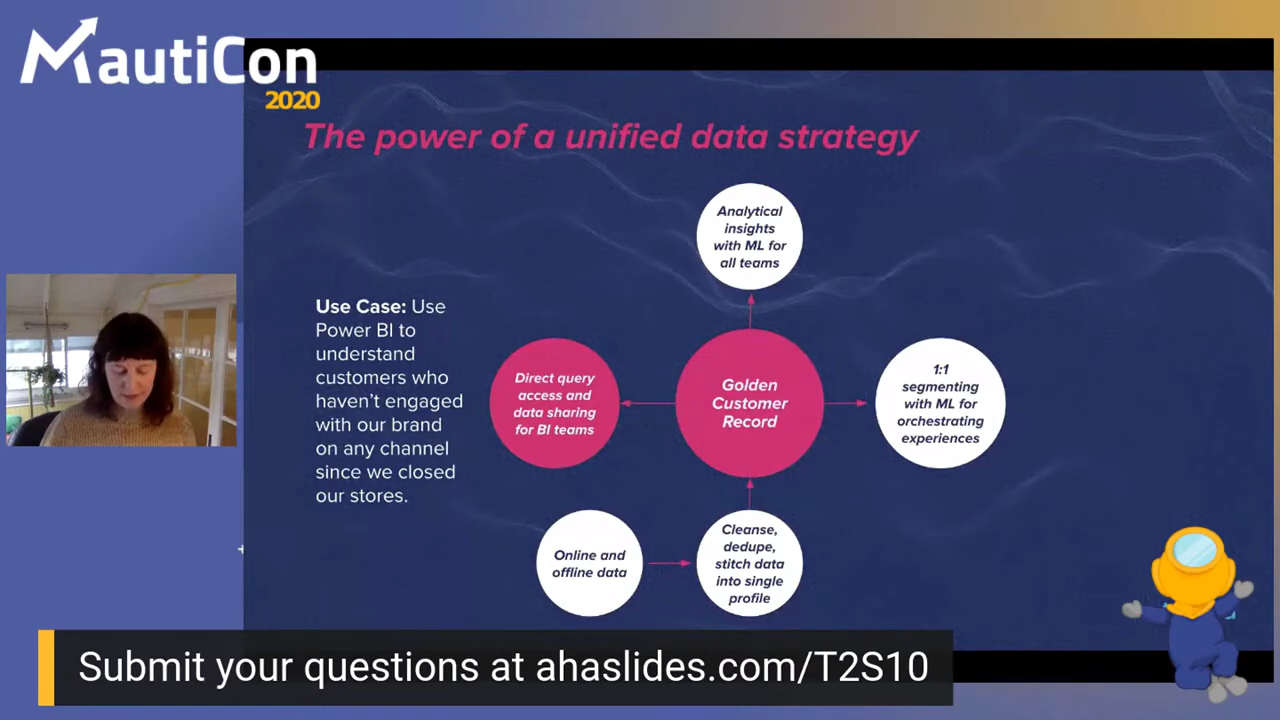 MautiCon
2020
The power of a unified data strategy
Analytical
insights
with ML for
all teams
Use Case: Use
Power BI to
understand
customers who
haven't engaged
with our brand
on any channel
since we closed
our stores.
Direct query
access and
data sharing
for BI teams
Golden
Customer
Record
1:1
segmenting
with ML for
orchestrating
experiences
Online and
offline data
Cleanse,
dedupe,
stitch data
into single
profile
Submit your questions at ahaslides.com/T2S10